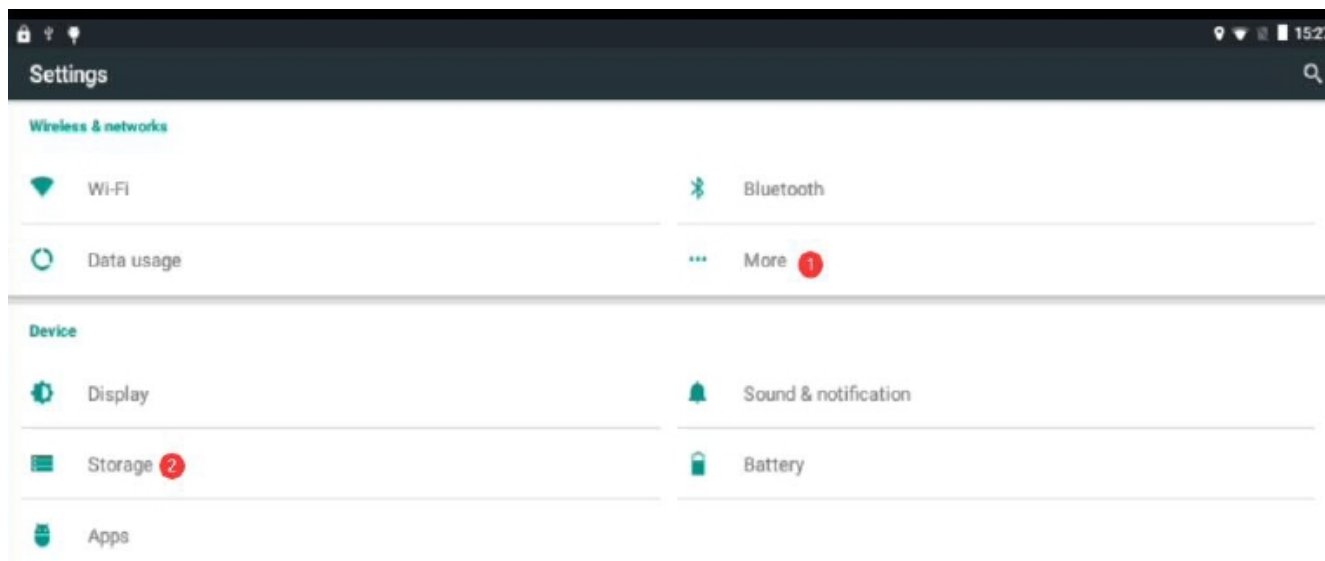 15:27
Settings
Wireless & networks
Wi-Fi
Bluetooth
Data usage
More 1
Device
Display
Sound & notification
Storage 2
Battery
Apps